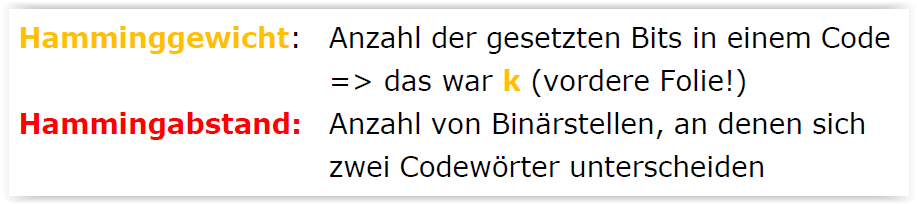 Hamminggewicht: Anzahl der gesetzten Bits in einem Code
=> das war k (vordere Folie!)
Hammingabstand: Anzahl von Binärstellen, an denen sich
zwei Codewörter unterscheiden